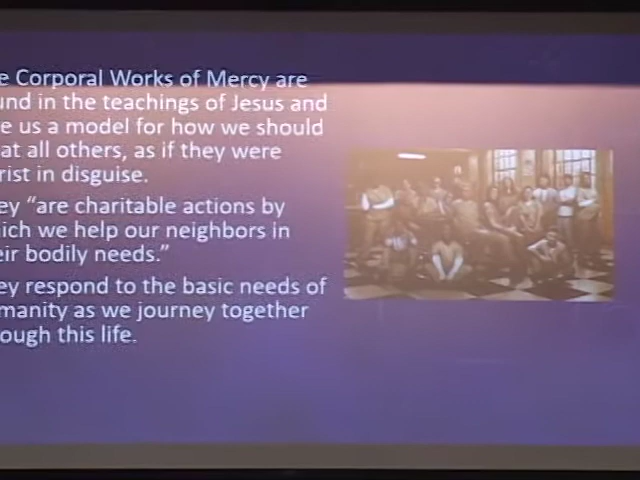 e Corporal Works of Mercy are
und in the teachings of Jesus and
e us a model for how we should
at all others, as if they were
rist in disguise.
ey “are charitable actions by
ich we help our neighbors in
eir bodily needs.”
ey respond to the basic needs of
manity as we journey together
ough this life.